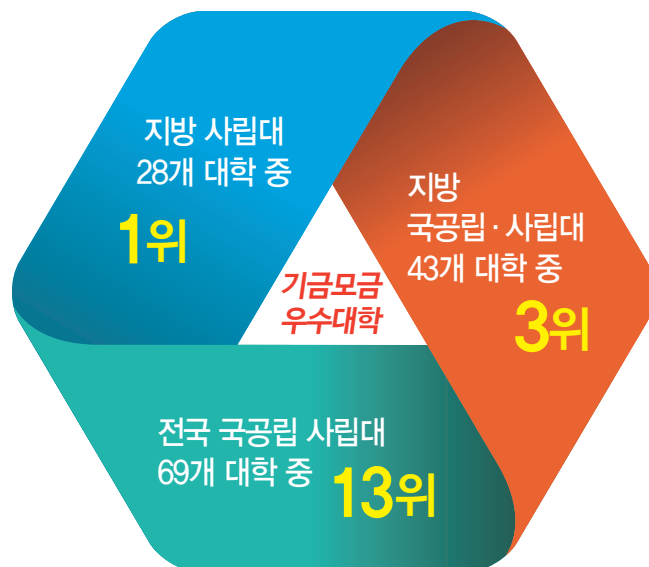 지방 사립대
28개 대학 중
1위
지방
국공립·사립대
43개 대학 중
3위
기금모금
우수대학
전국 국공립 사립대
69개 대학 중
13위